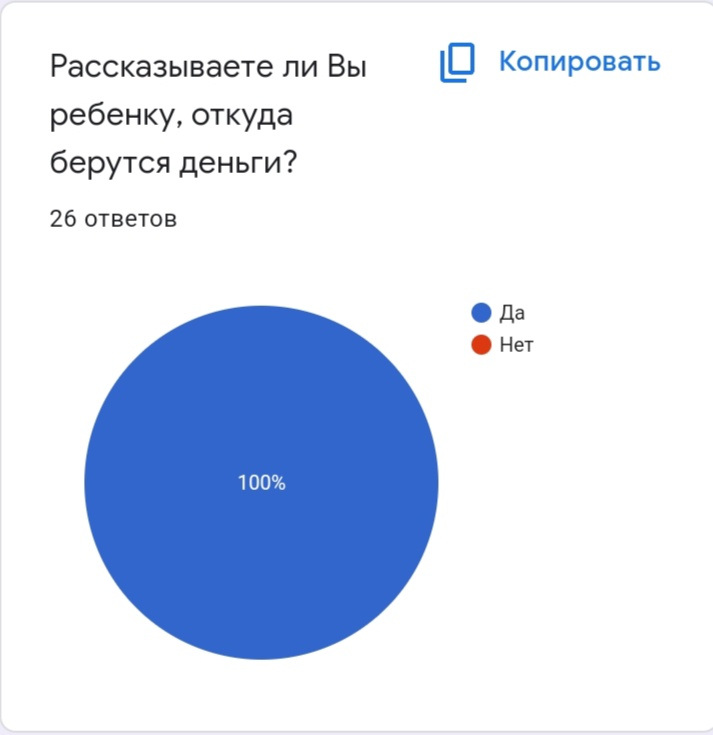 Рассказываете ли Вы
ребенку, откуда
берутся деньги?
Копировать
26 ответов
Да
Нет
100%